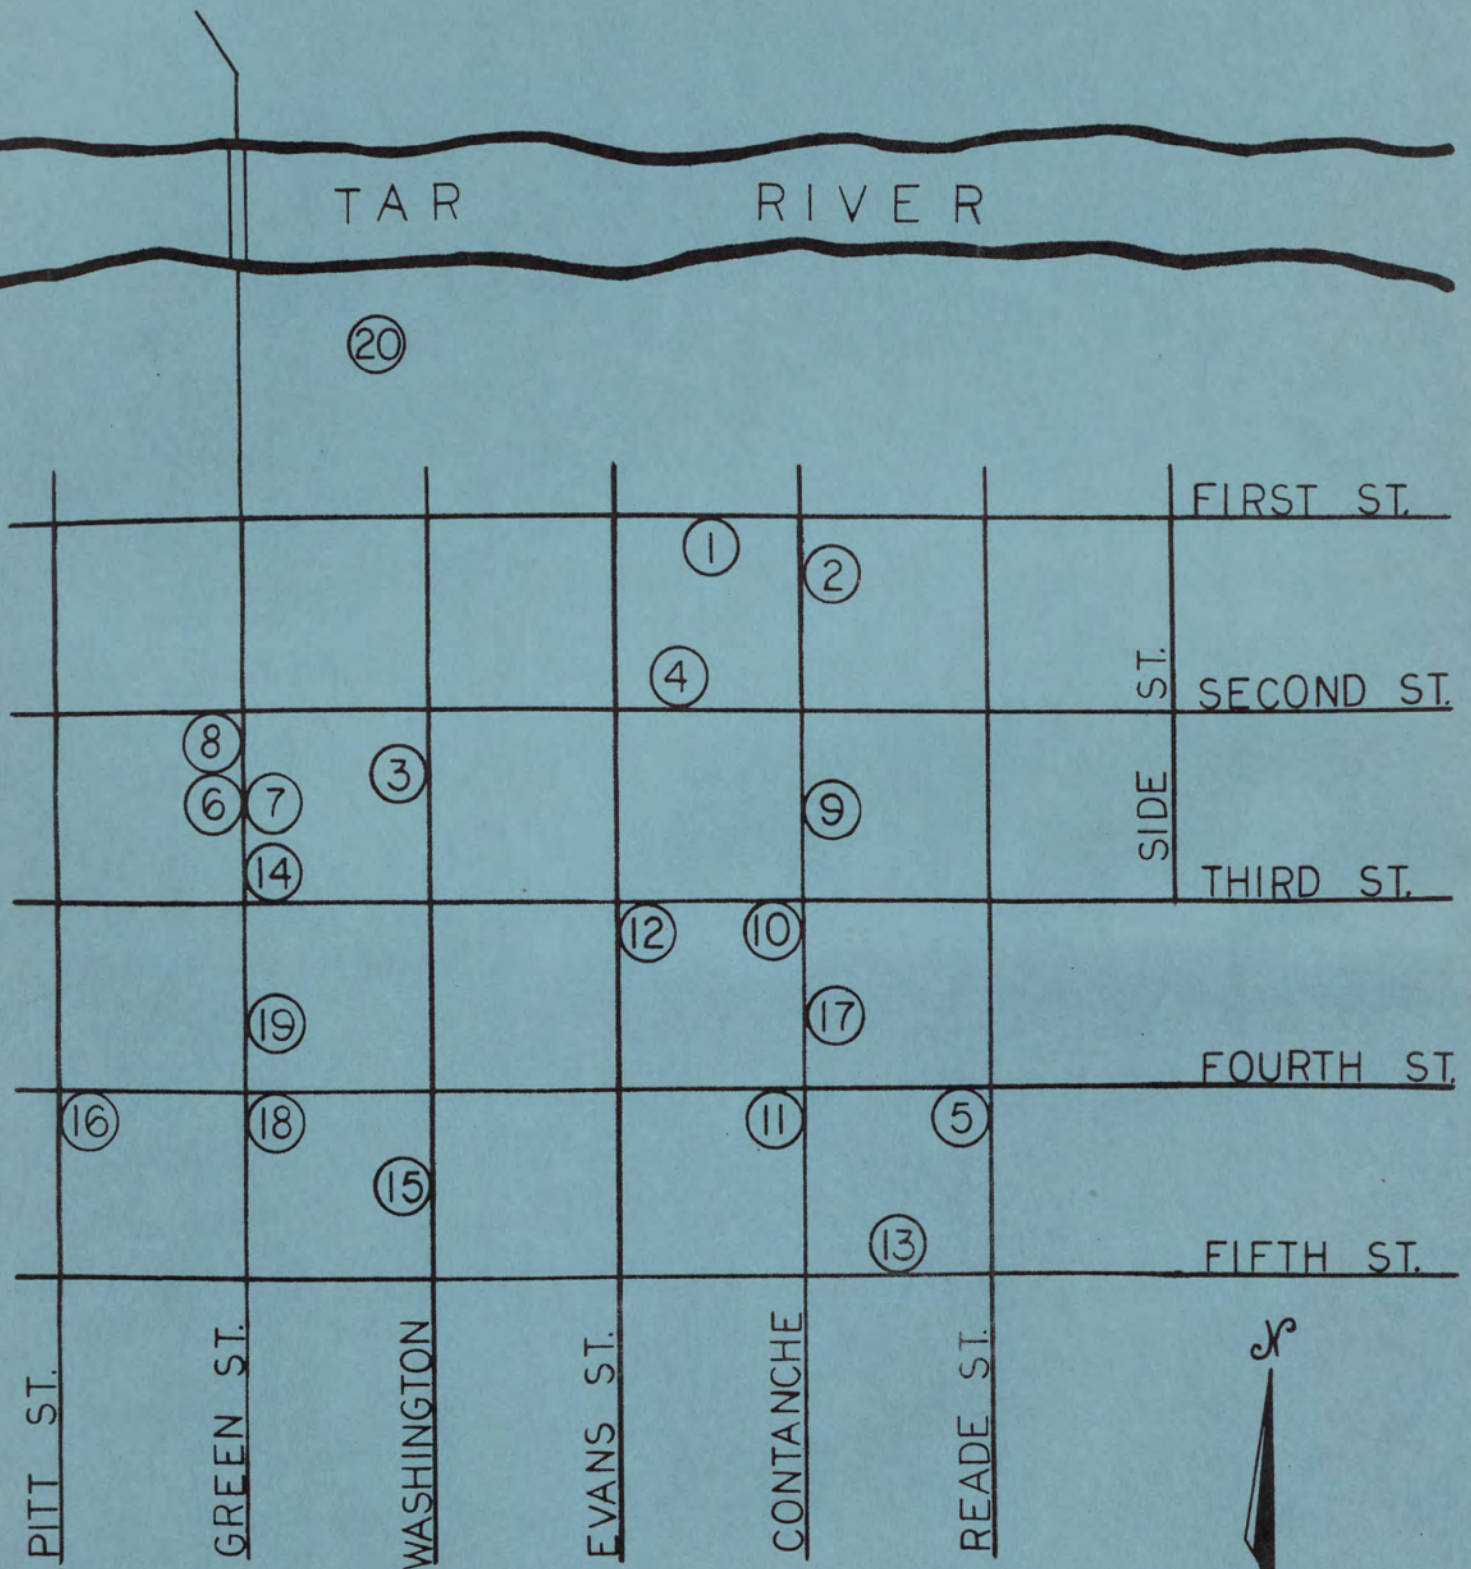 TAR RIVER
20
FIRST ST.
1
2
4
SIDE ST.
SECOND ST.
8
3
6
7
9
14
THIRD ST.
12
10
17
19
FOURTH ST.
16
18
11
5
15
13
FIFTH ST.
PITT ST.
GREEN ST.
WASHINGTON
EVANS ST.
CONTANCHE
READE ST.
N